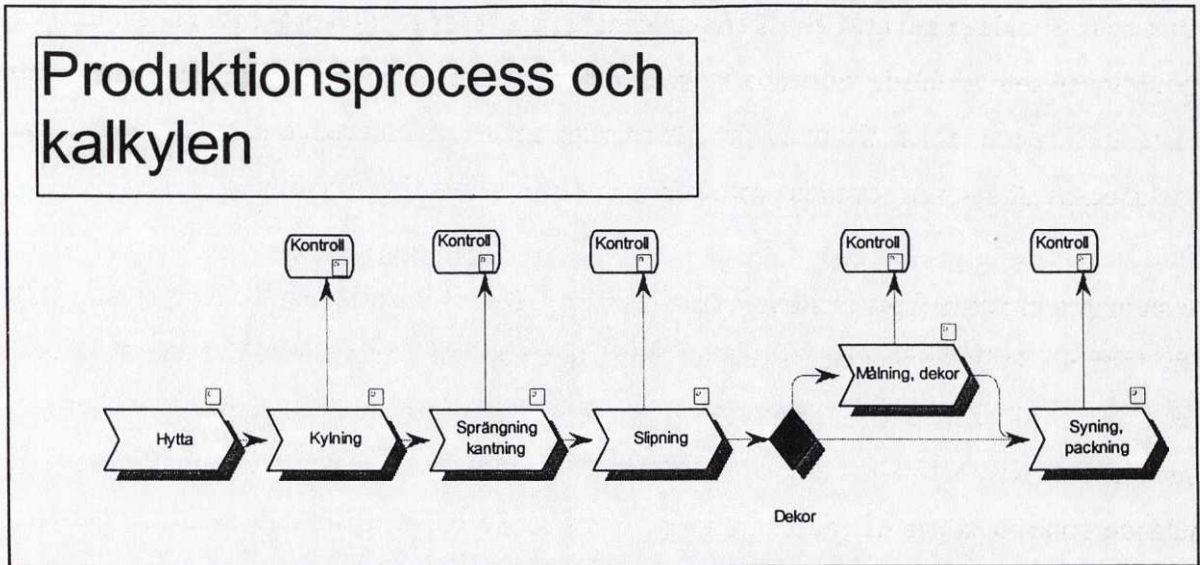 Produktionsprocess och
kalkylen
Kontroll
Kontroll
Kontroll
Kontroll
Kontroll
Målning, dekor
Hytta
Kylning
Sprängning
kantning
Slipning
Syning,
packning
Dekor